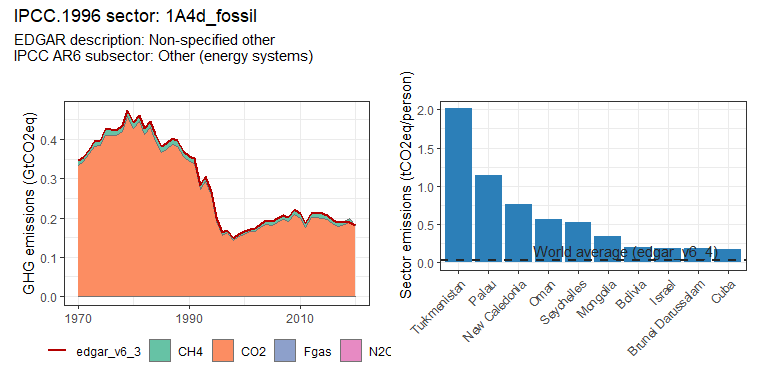 IPCC.1996 sector: 1A4d_fossil
EDGAR description: Non-specified other
IPCC AR6 subsector: Other (energy systems)
GHG emissions (GtCO2eq)
0.4
0.3
0.2
0.1
0.0
1970
1990
2010
edgar_v6_3
CH4
CO2
Fgas
N2O
Sector emissions (tCO2eq/person)
2.0
1.5
1.0
0.5
0.0
World average (edgar_v6_4)
Turkmenistan
Palau
New Caledonia
Oman
Seychelles
Mongolia
Bolivia
Israel
Brunei Darussalam
Cuba